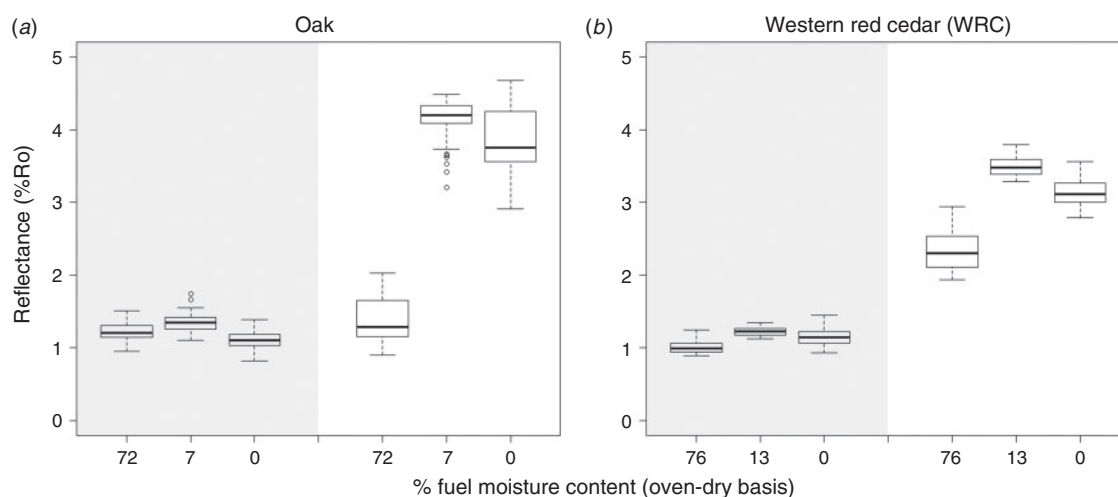 (a) Oak
5
4
3
2
1
0
Reflectance (%Ro)
72 7 0 72 7 0
(b) Western red cedar (WRC)
5
4
3
2
1
0
76 13 0 76 13 0
% fuel moisture content (oven-dry basis)